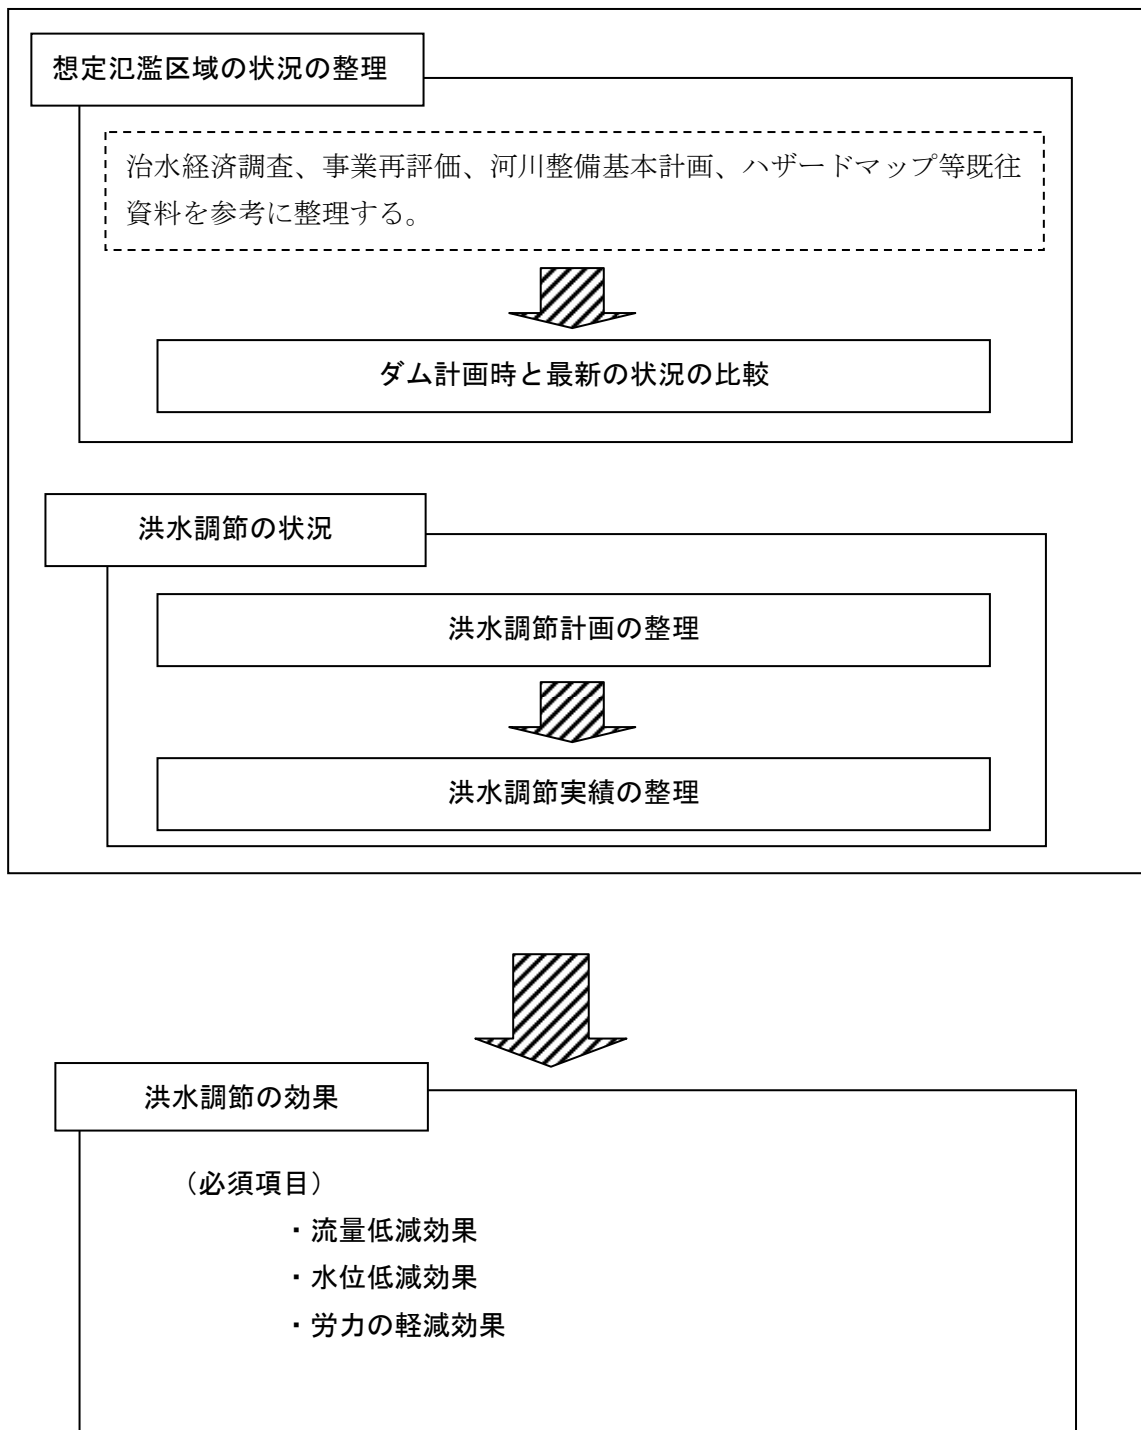 想定氾濫区域の状況の整理
治水経済調査、事業再評価、河川整備基本計画、ハザードマップ等既往
資料を参考に整理する。
ダム計画時と最新の状況の比較
洪水調節の状況
洪水調節計画の整理
洪水調節実績の整理
洪水調節の効果
（必須項目）
・流量低減効果
・水位低減効果
・労力の軽減効果